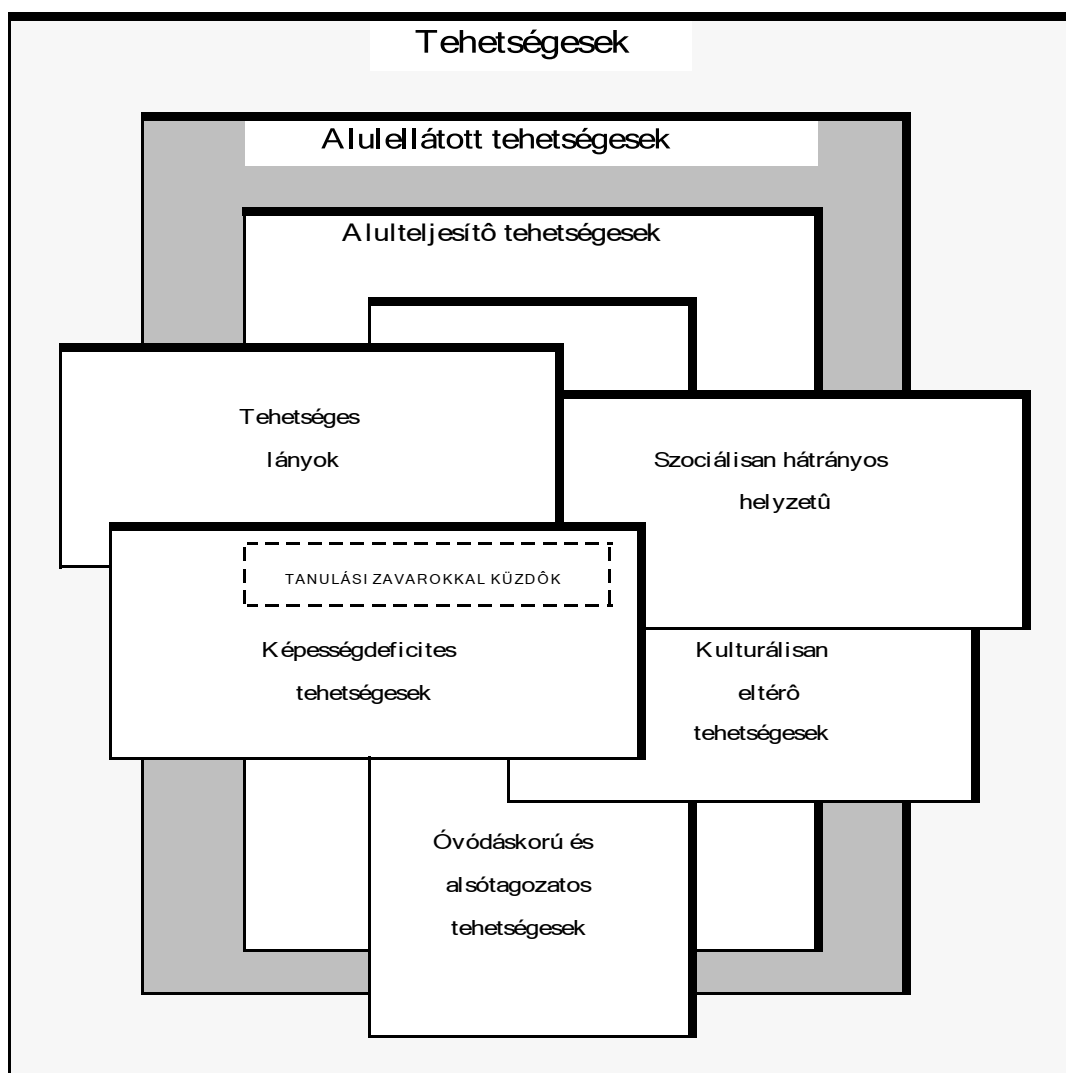 Tehetségesek
Alulellátott tehetségesek
Alulteljesítô tehetségesek
Tehetséges
lányok
Szociálisan hátrányos
helyzetû
TANULÁSI ZAVAROKKAL KÜZDÔK
Képességdeficites
tehetségesek
Kulturálisan
eltérô
tehetségesek
Óvódáskorú és
alsótagozatos
tehetségesek